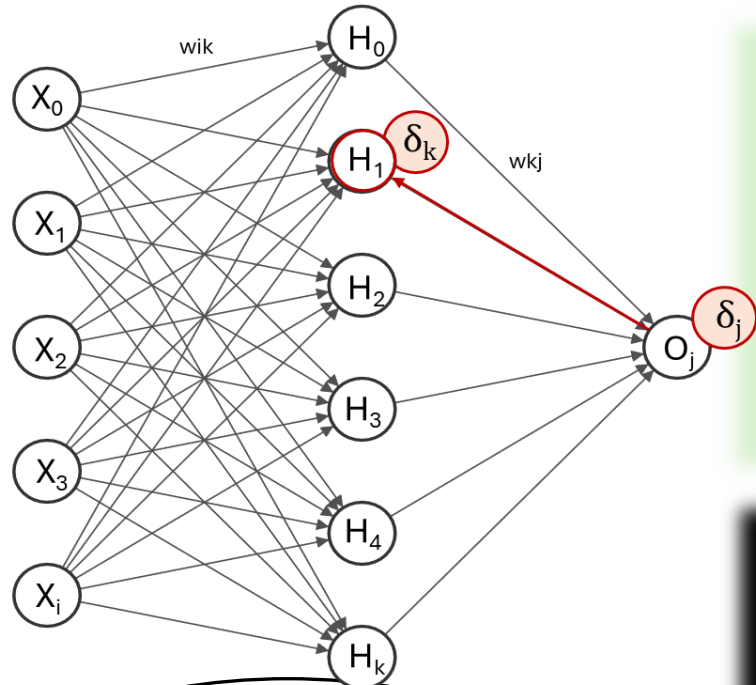 wik
wkj
X₀
X₁
X₂
X₃
Xᵢ
H₀
H₁
δₖ
H₂
H₃
H₄
Hₖ
Oⱼ
δⱼ